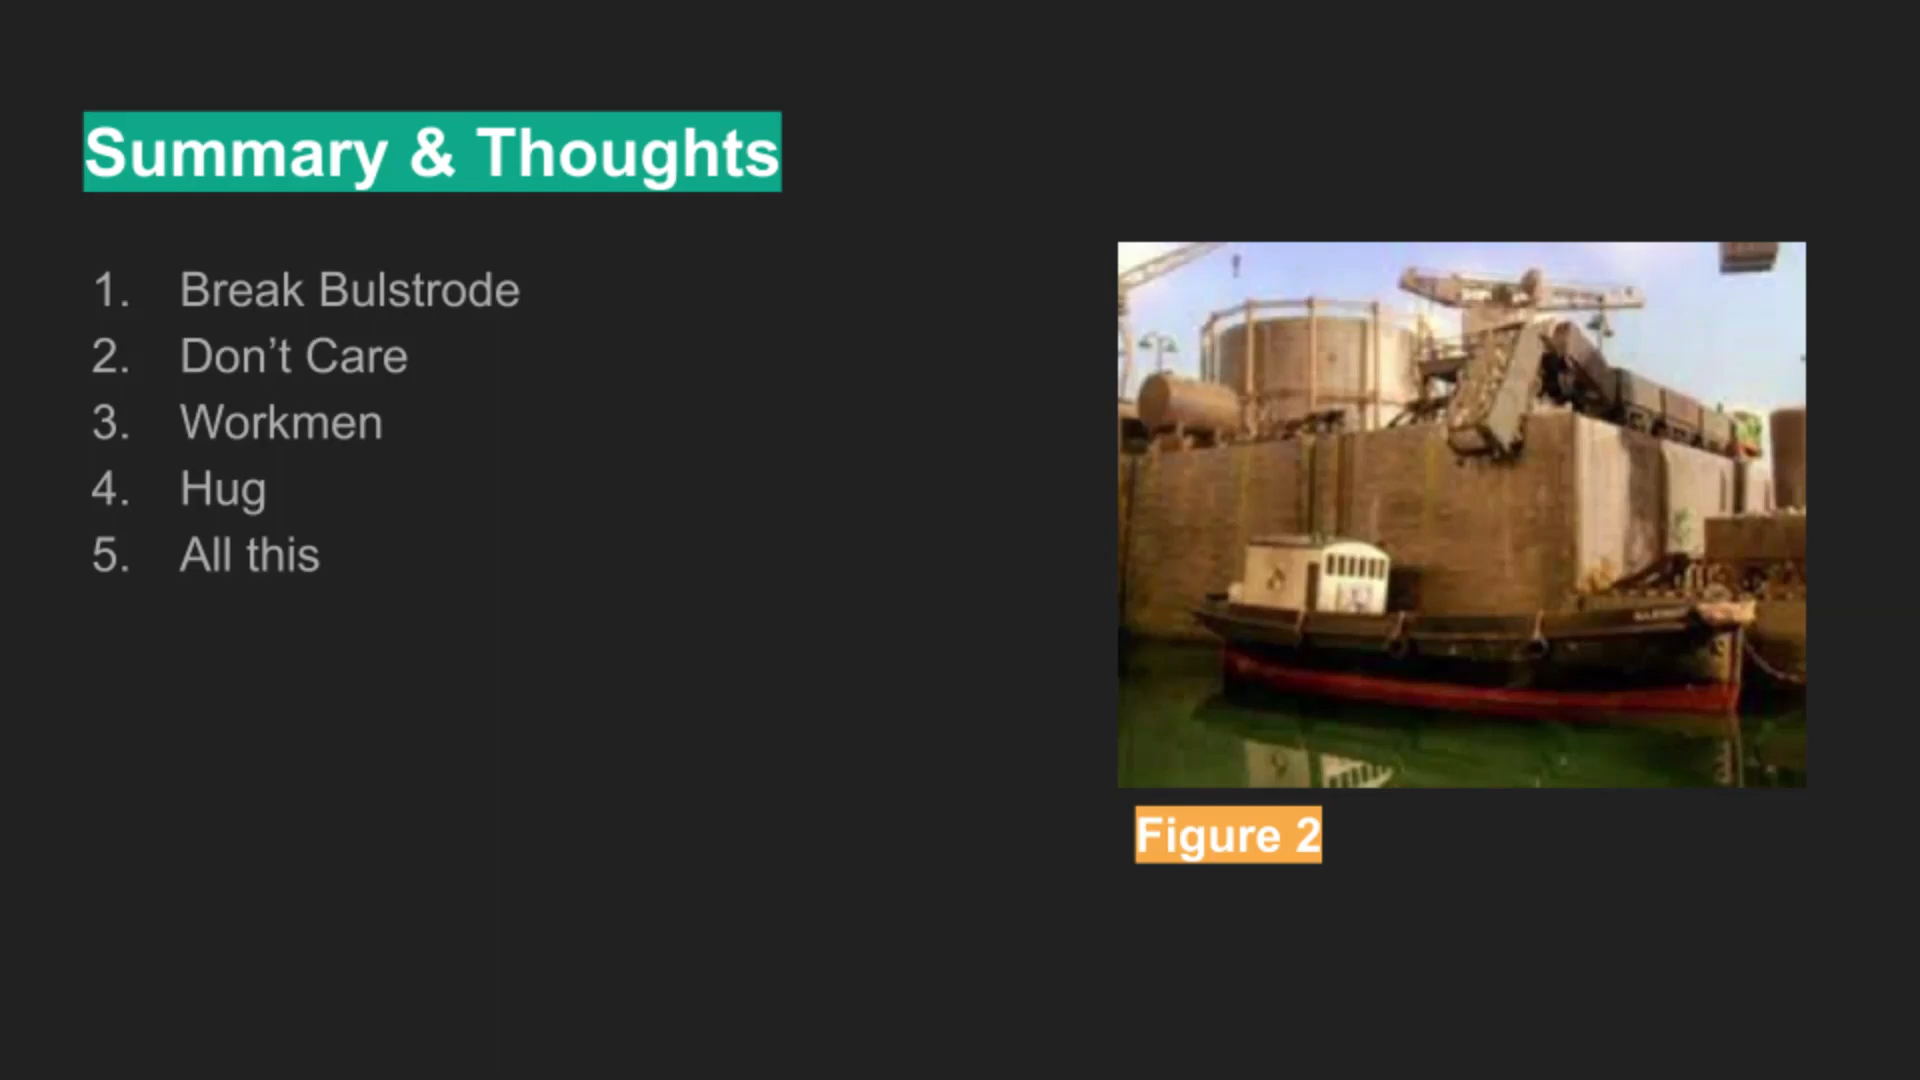 Summary & Thoughts
1. Break Bulstrode
2. Don’t Care
3. Workmen
4. Hug
5. All this
Figure 2